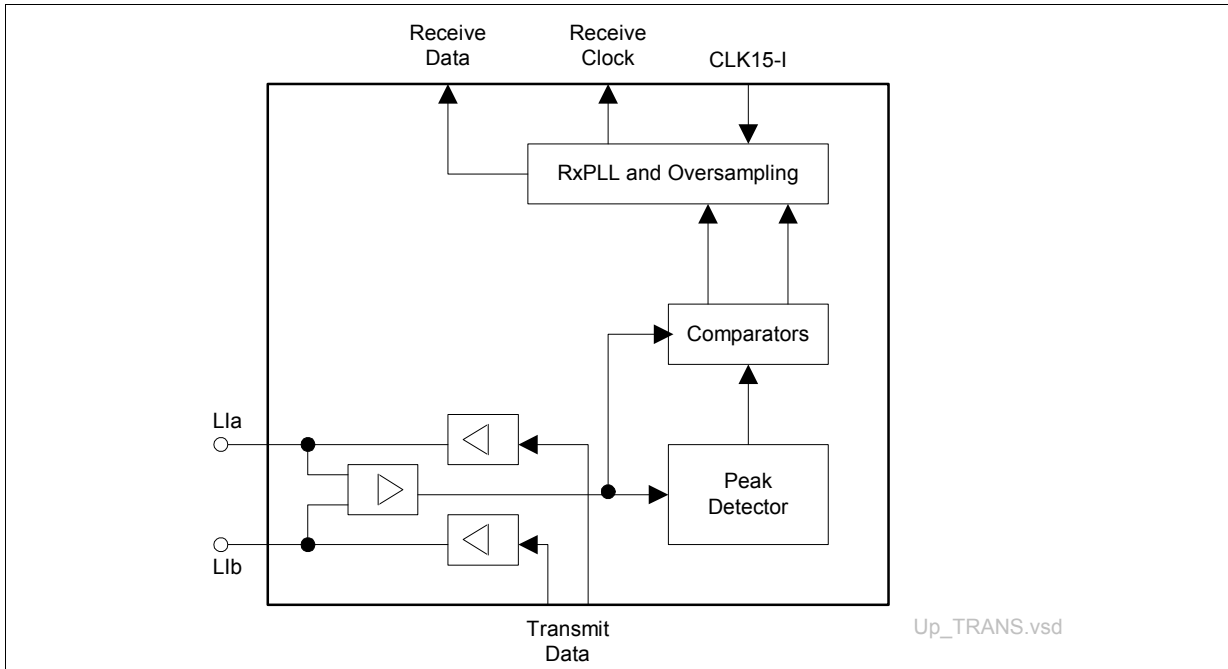 Receive
Data
Receive
Clock
CLK15-I
RxPLL and Oversampling
Comparators
LIa
Peak
Detector
LIb
Transmit
Data
Up_TRANS.vsd